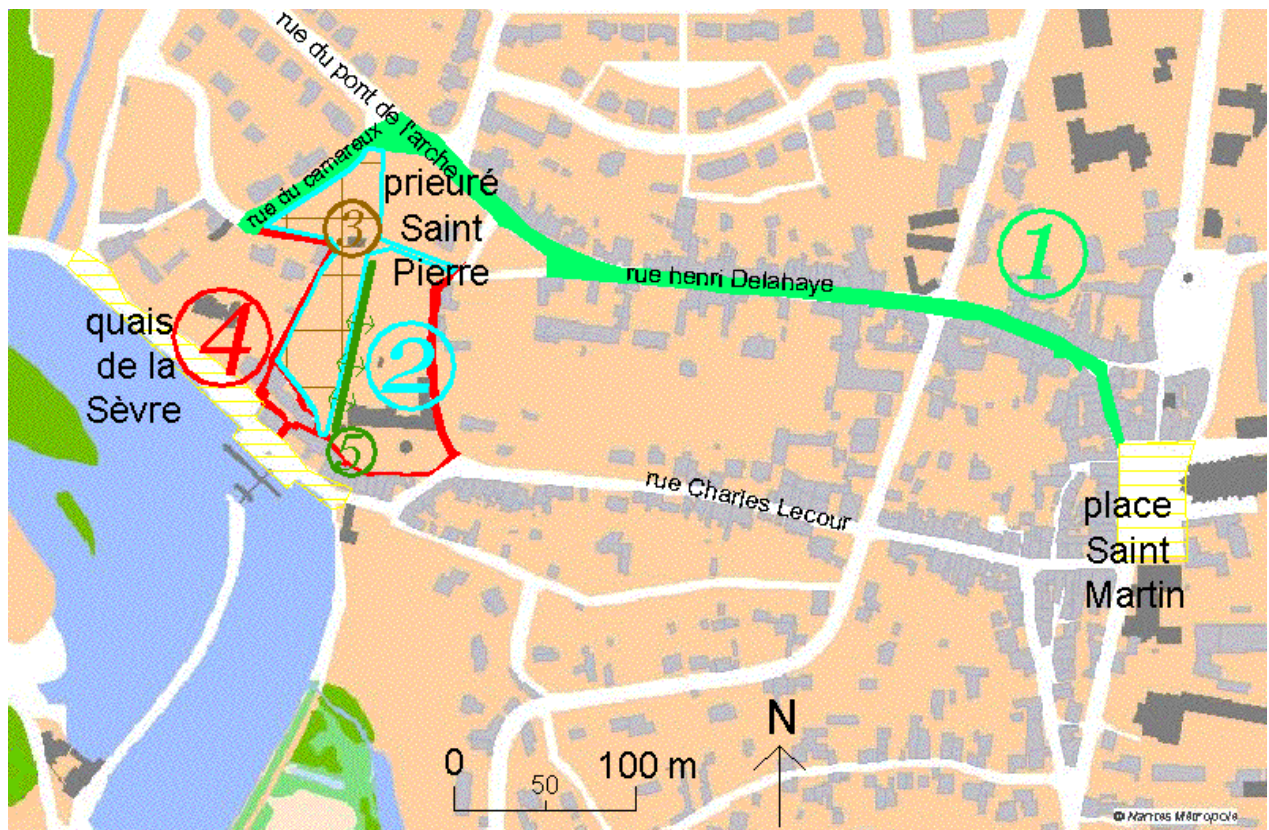 rue du pont de l'arche
rue du camareux
prieuré
Saint
Pierre
3
1
rue henri Delahaye
quais
de la
Sèvre
4
2
5
rue Charles Lecour
place
Saint
Martin
N
0
50
100 m
© Nantes Métropole